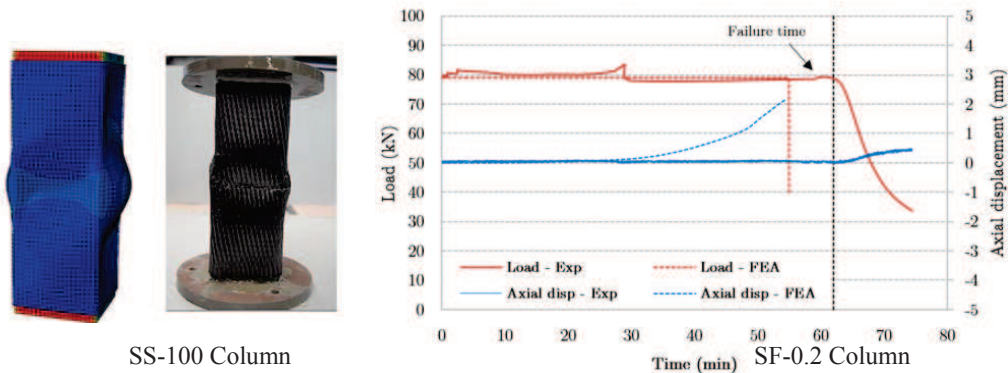 Load (kN)
100
90
80
70
60
50
40
30
20
10
0
Failure time
Load - Exp
Load - FEA
Axial disp - Exp
Axial disp - FEA
5
4
3
2
1
0
-1
-2
-3
-4
-5
Axial displacement (mm)
0 10 20 30 40 50 60 70 80
Time (min)
SS-100 Column
SF-0.2 Column